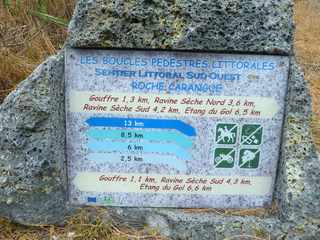 LES BOUCLES PÉDESTRES LITTORALES
SENTIER LITTORAL SUD OUEST
ROCHE CARANGUE
Gouffre 1,3 km, Ravine Sèche Nord 3,6 km,
Ravine Sèche Sud 4,2 km, Etang du Gol 6,5 km
13 km
8,5 km
6 km
2,5 km
Gouffre 1,1 km, Ravine Sèche Sud 4,3 km,
Etang du Gol 6,6 km